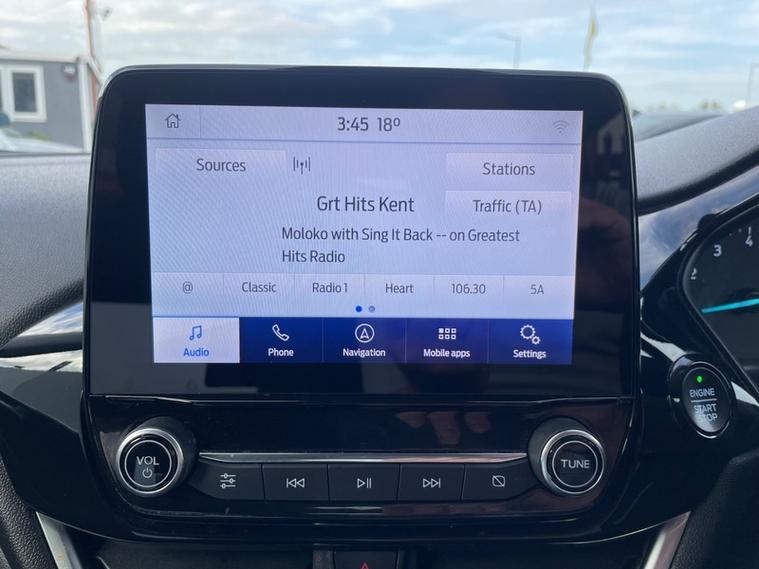 3:45 18º
Sources
Stations
Grt Hits Kent
Traffic (TA)
Moloko with Sing It Back -- on Greatest
Hits Radio
@ Classic Radio 1 Heart 106.30 5A
Audio Phone Navigation Mobile apps Settings
VOL
TUNE
ENGINE
START
STOP
2 3 4